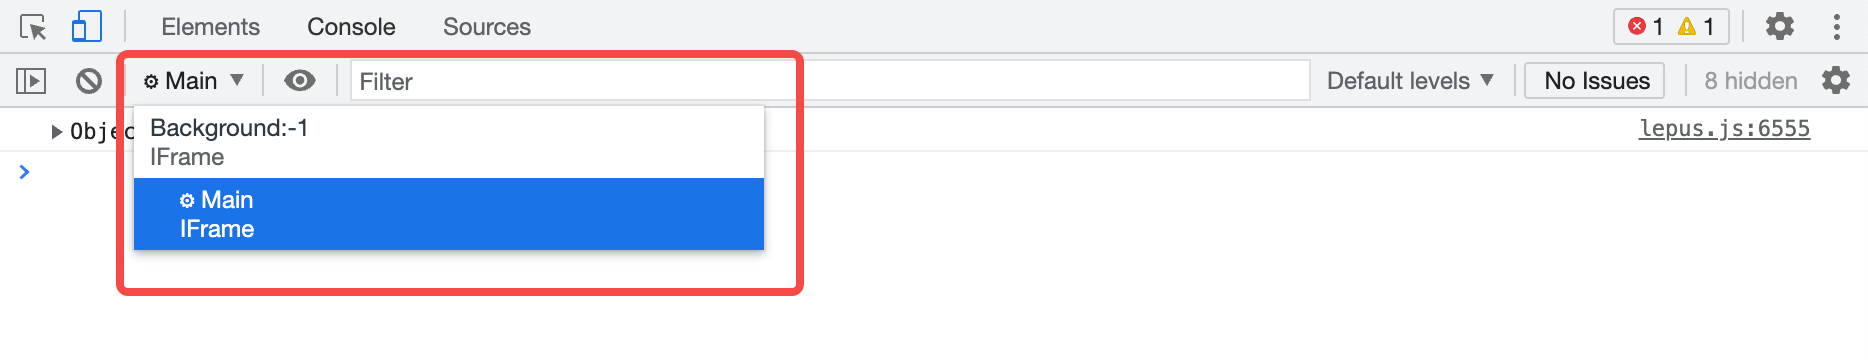 Elements Console Sources 1 1
Main Filter Default levels No Issues 8 hidden
Background:-1
IFrame
Main
IFrame
Objec lepus.js:6555